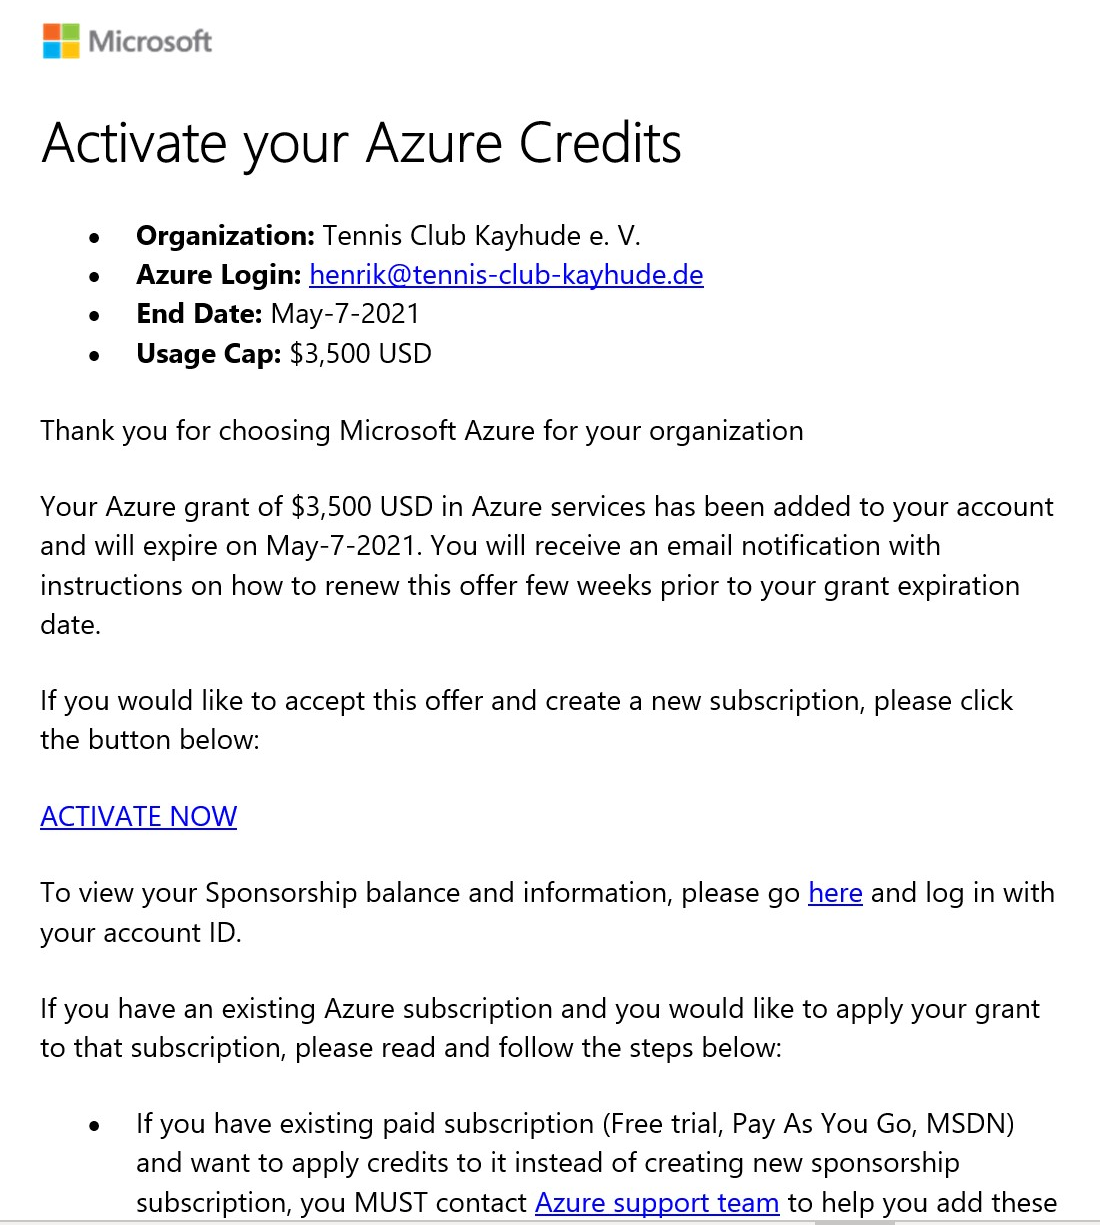 Microsoft
Activate your Azure Credits
• Organization: Tennis Club Kayhude e. V.
• Azure Login: henrik@tennis-club-kayhude.de
• End Date: May-7-2021
• Usage Cap: $3,500 USD
Thank you for choosing Microsoft Azure for your organization
Your Azure grant of $3,500 USD in Azure services has been added to your account
and will expire on May-7-2021. You will receive an email notification with
instructions on how to renew this offer few weeks prior to your grant expiration
date.
If you would like to accept this offer and create a new subscription, please click
the button below:
ACTIVATE NOW
To view your Sponsorship balance and information, please go here and log in with
your account ID.
If you have an existing Azure subscription and you would like to apply your grant
to that subscription, please read and follow the steps below:
• If you have existing paid subscription (Free trial, Pay As You Go, MSDN)
and want to apply credits to it instead of creating new sponsorship
subscription, you MUST contact Azure support team to help you add these